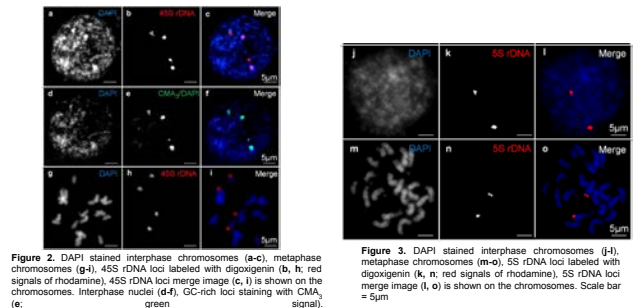 a DAPI b 45S rDNA c Merge
5µm
d DAPI e CMA3/DAPI f Merge
5µm
g DAPI h 45S rDNA i Merge
5µm
Figure 2. DAPI stained interphase chromosomes (a-c), metaphase
chromosomes (g-i), 45S rDNA loci labeled with digoxigenin (b, h; red
signals of rhodamine), 45S rDNA loci merge image (c, i) is shown on the
chromosomes. Interphase nuclei (d-f), GC-rich loci staining with CMA3
(e; green signal).
j DAPI k 5S rDNA l Merge
5µm
m DAPI n 5S rDNA o Merge
5µm
Figure 3. DAPI stained interphase chromosomes (j-l),
metaphase chromosomes (m-o), 5S rDNA loci labeled with
digoxigenin (k, n; red signals of rhodamine), 5S rDNA loci
merge image (l, o) is shown on the chromosomes. Scale bar
= 5µm